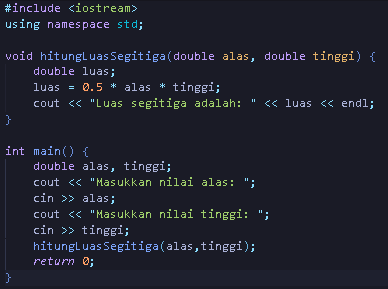 #include <iostream>
using namespace std;
void hitungLuasSegitiga(double alas, double tinggi) {
double luas;
luas = 0.5 * alas * tinggi;
cout << "Luas segitiga adalah: " << luas << endl;
}
int main() {
double alas, tinggi;
cout << "Masukkan nilai alas: ";
cin >> alas;
cout << "Masukkan nilai tinggi: ";
cin >> tinggi;
hitungLuasSegitiga(alas,tinggi);
return 0;
}